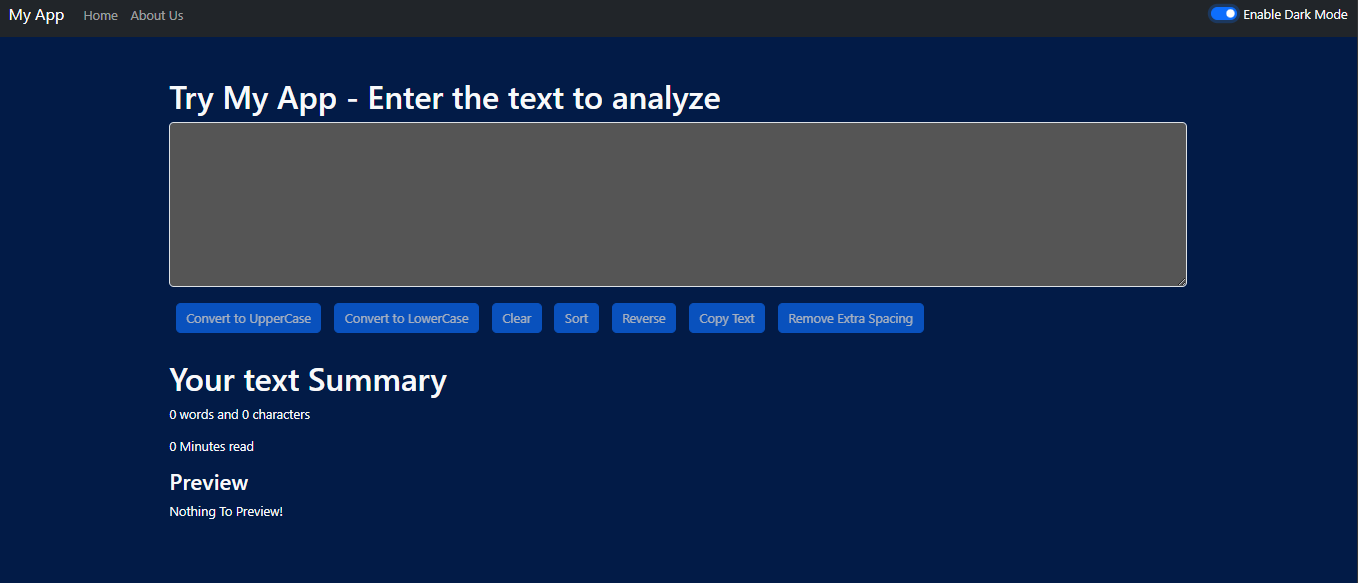 My App Home About Us Enable Dark Mode
Try My App - Enter the text to analyze
Convert to UpperCase Convert to LowerCase Clear Sort Reverse Copy Text Remove Extra Spacing
Your text Summary
0 words and 0 characters
0 Minutes read
Preview
Nothing To Preview!